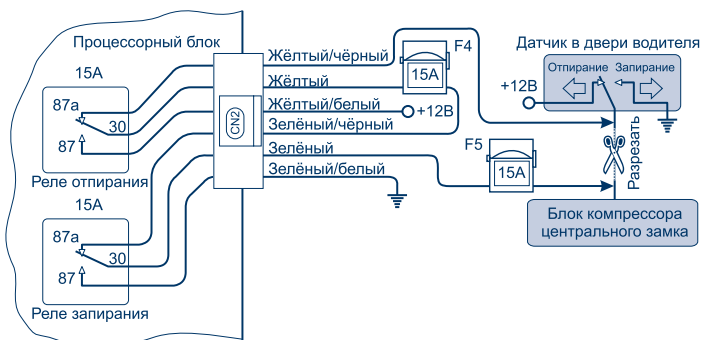 Процессорный блок
15А
87а
30
87
Реле отпирания
15А
87а
30
87
Реле запирания
CN2
Жёлтый/чёрный
Жёлтый
Жёлтый/белый
Зелёный/чёрный
Зелёный
Зелёный/белый
F4
15А
+12В
F5
15А
Датчик в двери водителя
Отпирание Запирание
+12В
Разрезать
Блок компрессора
центрального замка